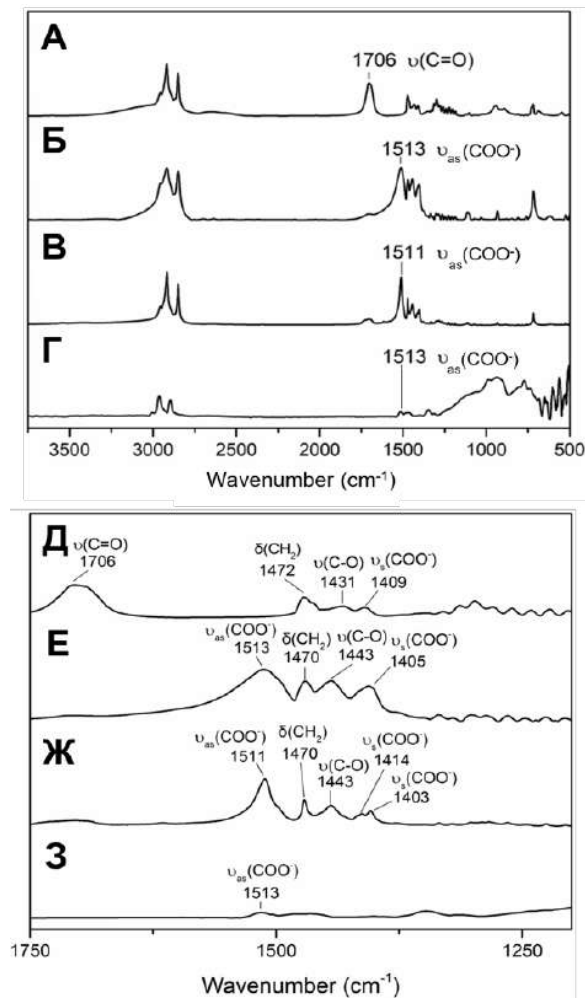 А
1706 υ(C=O)
Б
1513 υas(COO-)
В
1511 υas(COO-)
Г
1513 υas(COO-)
3500 3000 2500 2000 1500 1000 500
Wavenumber (cm-1)
Д
υ(C=O)
1706
δ(CH2)
1472
υ(C-O)
1431
υs(COO-)
1409
Е
υas(COO-)
1513
δ(CH2)
1470
υ(C-O)
1443
υs(COO-)
1405
Ж
υas(COO-)
1511
δ(CH2)
1470
υ(C-O)
1443
υs(COO-)
1414
υs(COO-)
1403
З
υas(COO-)
1513
1750 1500 1250
Wavenumber (cm-1)